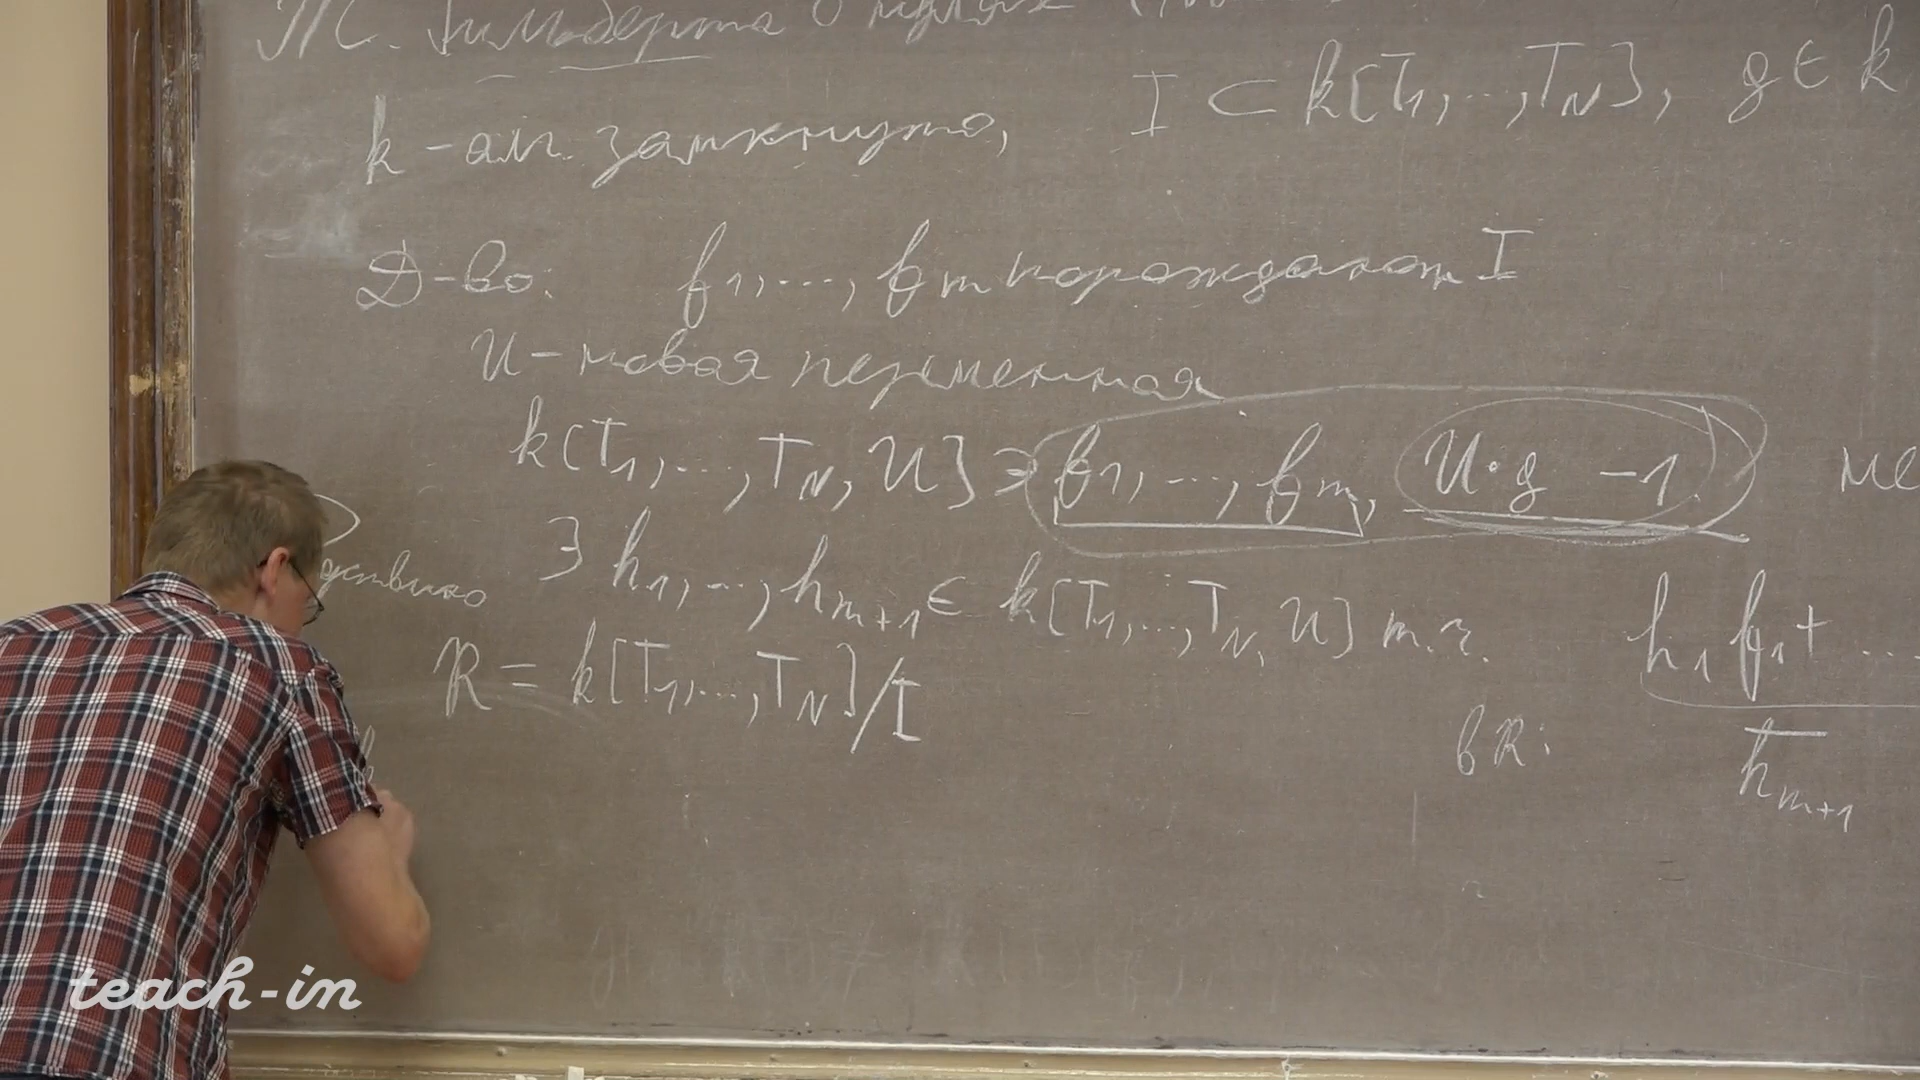 Т. Гильберта о нулях
k - алг. замкнуто, I ⊂ k[T₁, ..., T_N], g ∈ k
Д-во: f₁, ..., f_m порождают I
U - новая переменная
k[T₁, ..., T_N, U] ∋ f₁, ..., f_m, U·g - 1
∃ h₁, ..., h_{m+1} ∈ k[T₁, ..., T_N, U] т.ч. h₁f₁ + ...
R = k[T₁, ..., T_N]/I
в R: h̄_{m+1}
teach-in